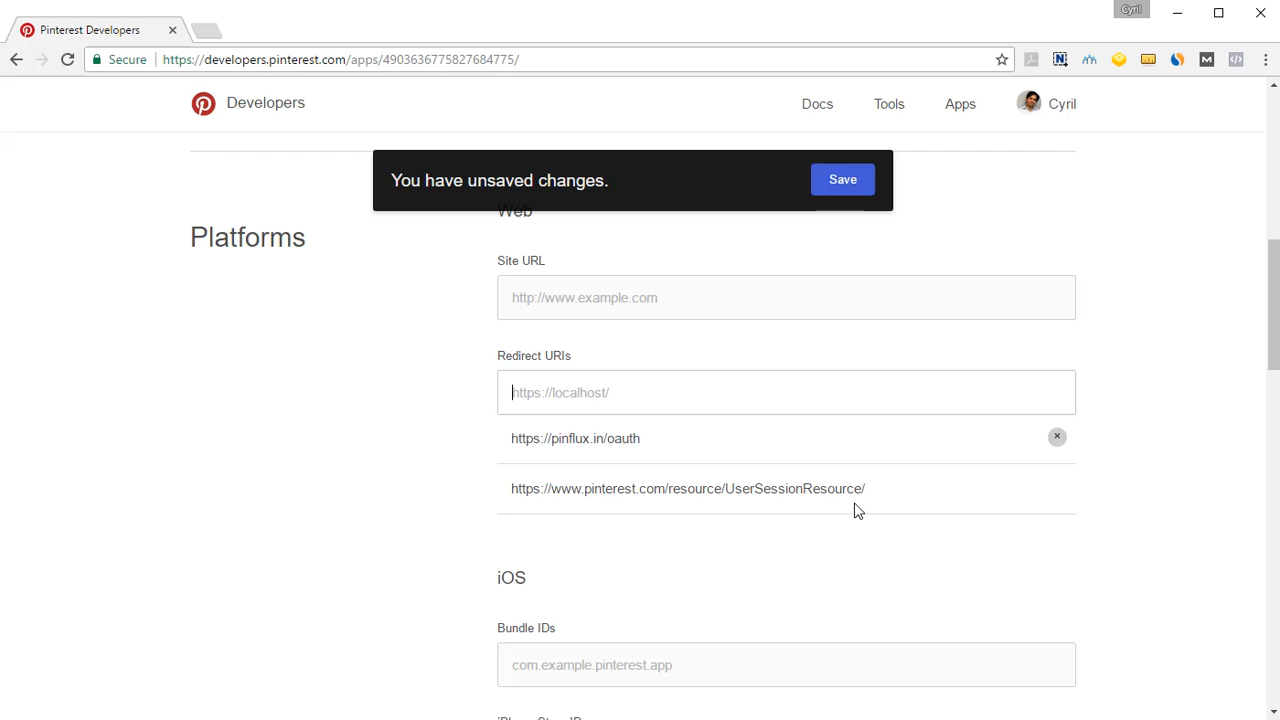 Cyril
Pinterest Developers
Secure
https://developers.pinterest.com/apps/4903636775827684775/
Developers
Docs
Tools
Apps
Cyril
You have unsaved changes.
Save
Web
Platforms
Site URL
http://www.example.com
Redirect URIs
https://localhost/
https://pinflux.in/oauth
https://www.pinterest.com/resource/UserSessionResource/
iOS
Bundle IDs
com.example.pinterest.app